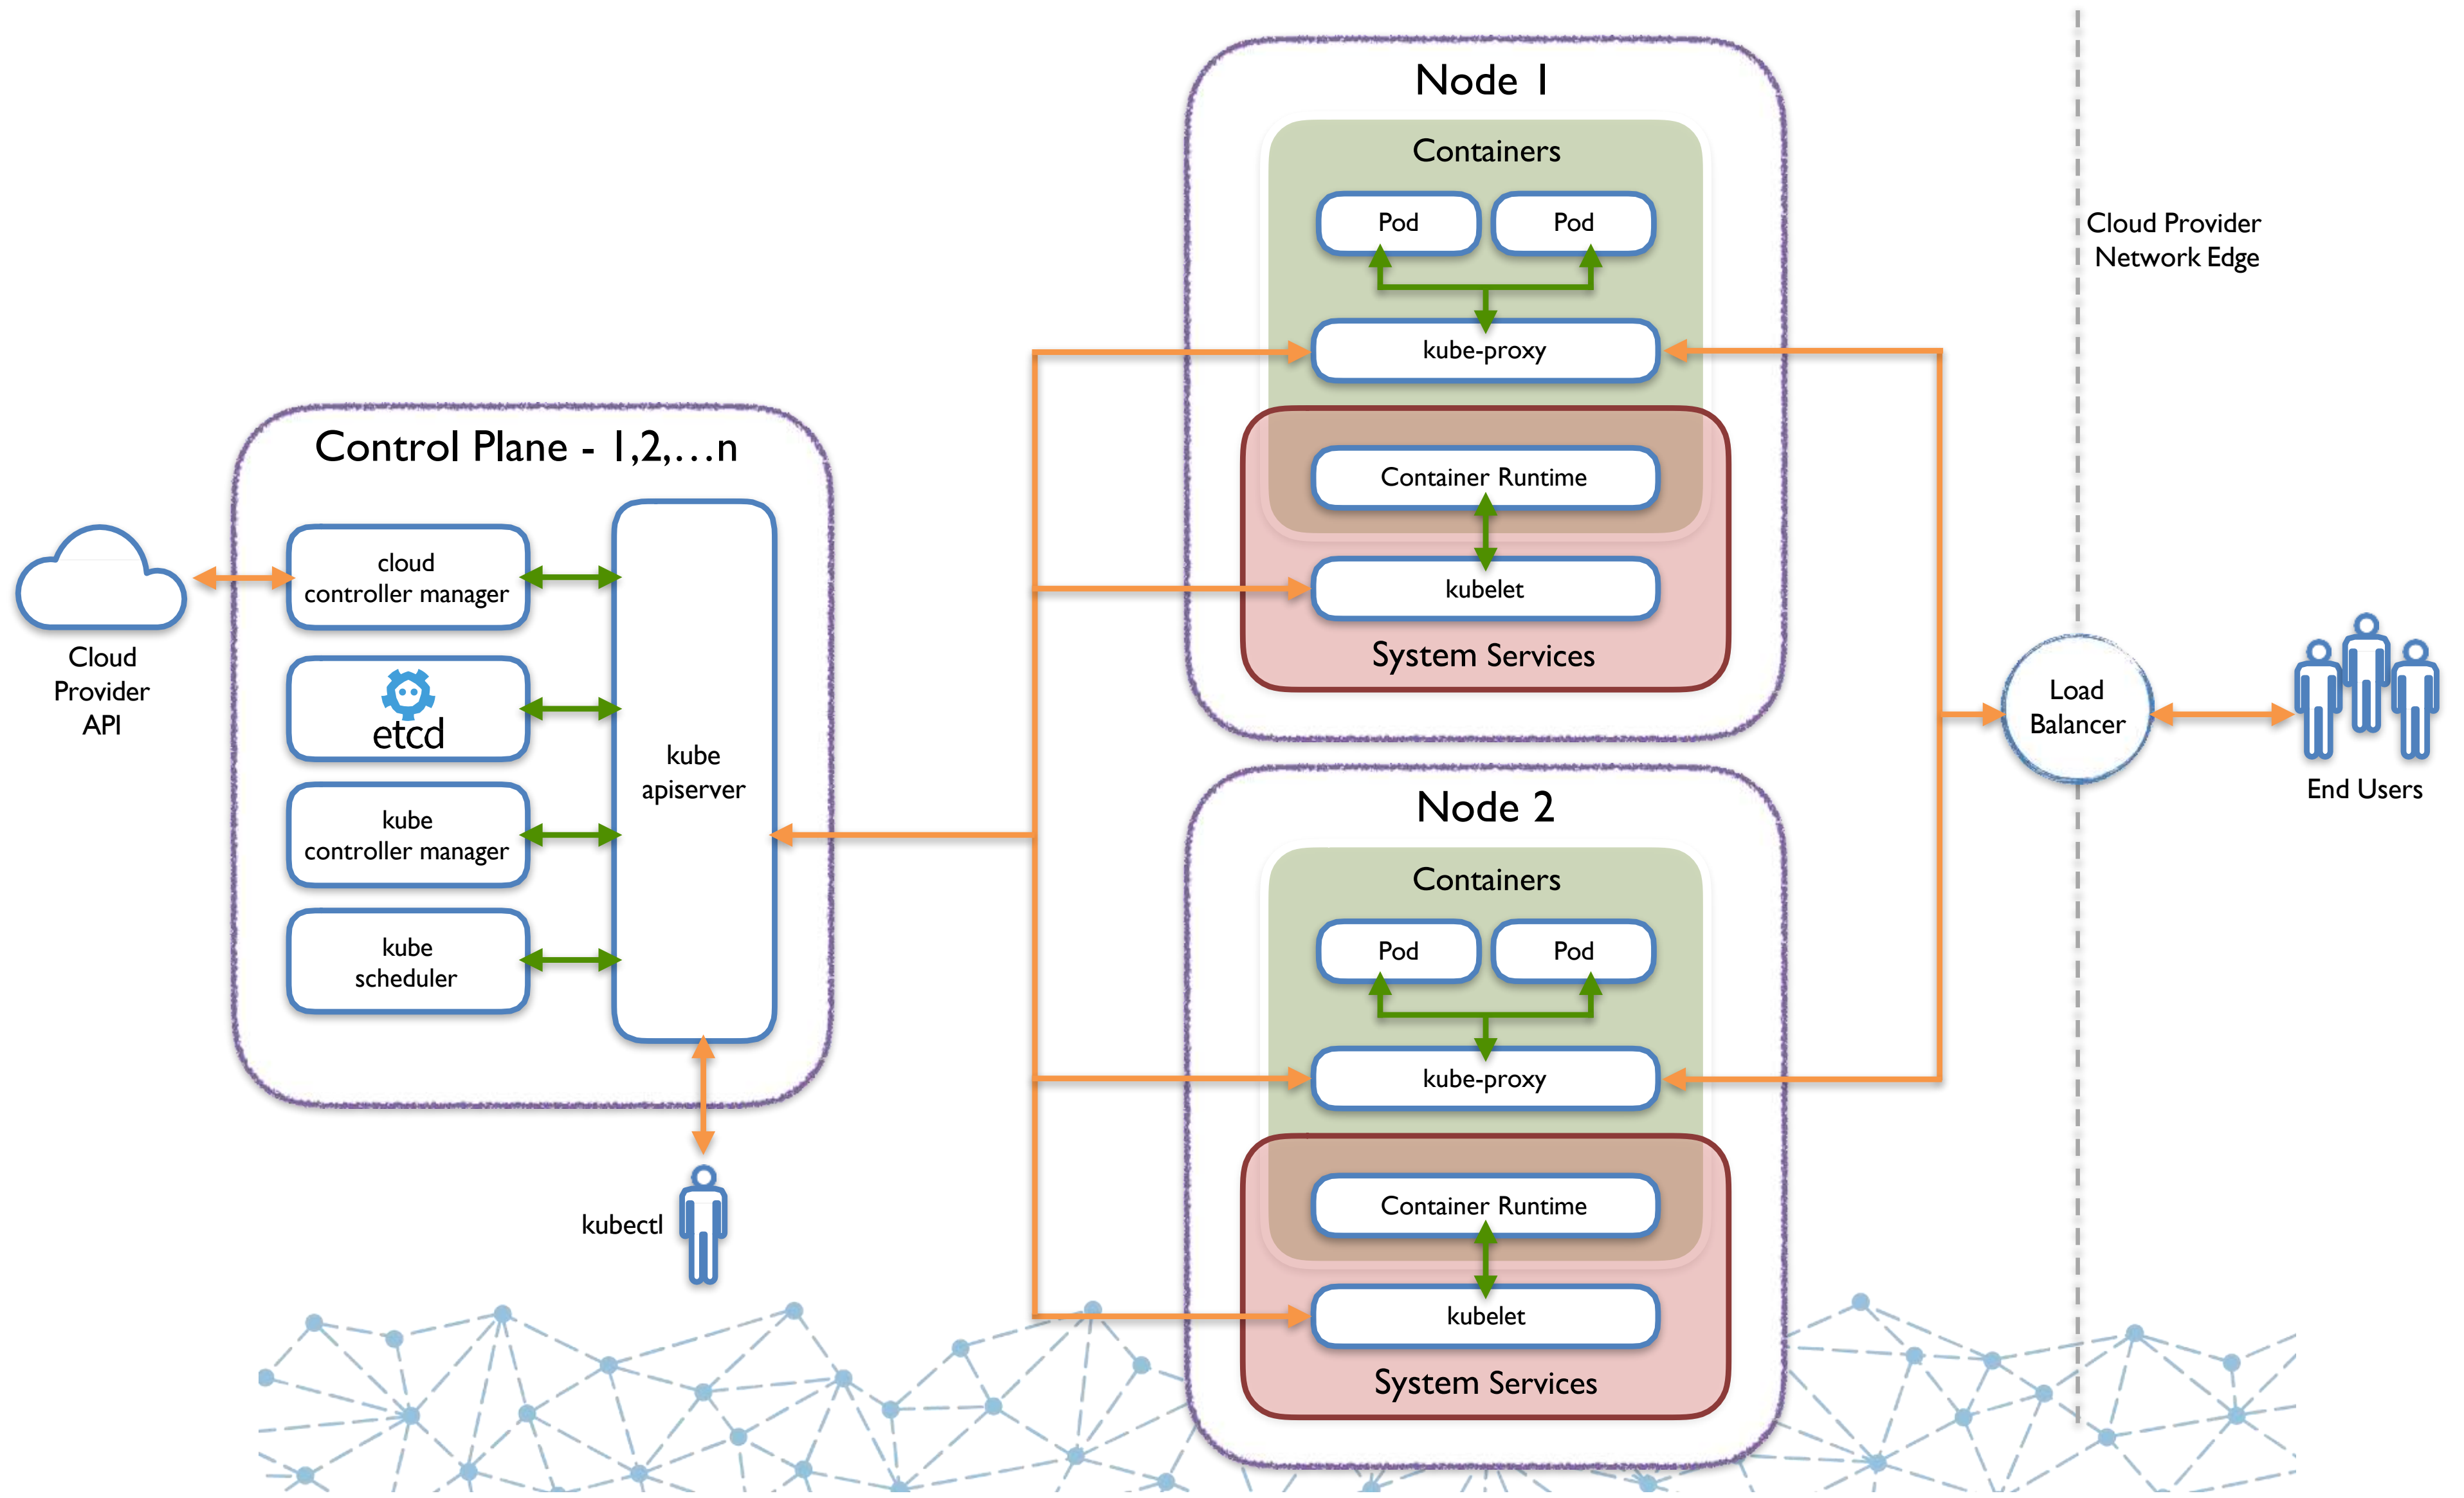 Node 1
Containers
Pod
Pod
kube-proxy
Container Runtime
kubelet
System Services
Cloud Provider
Network Edge
Control Plane - 1,2,...n
cloud
controller manager
etcd
kube
controller manager
kube
scheduler
kube
apiserver
Cloud
Provider
API
kubectl
Load
Balancer
End Users
Node 2
Containers
Pod
Pod
kube-proxy
Container Runtime
kubelet
System Services